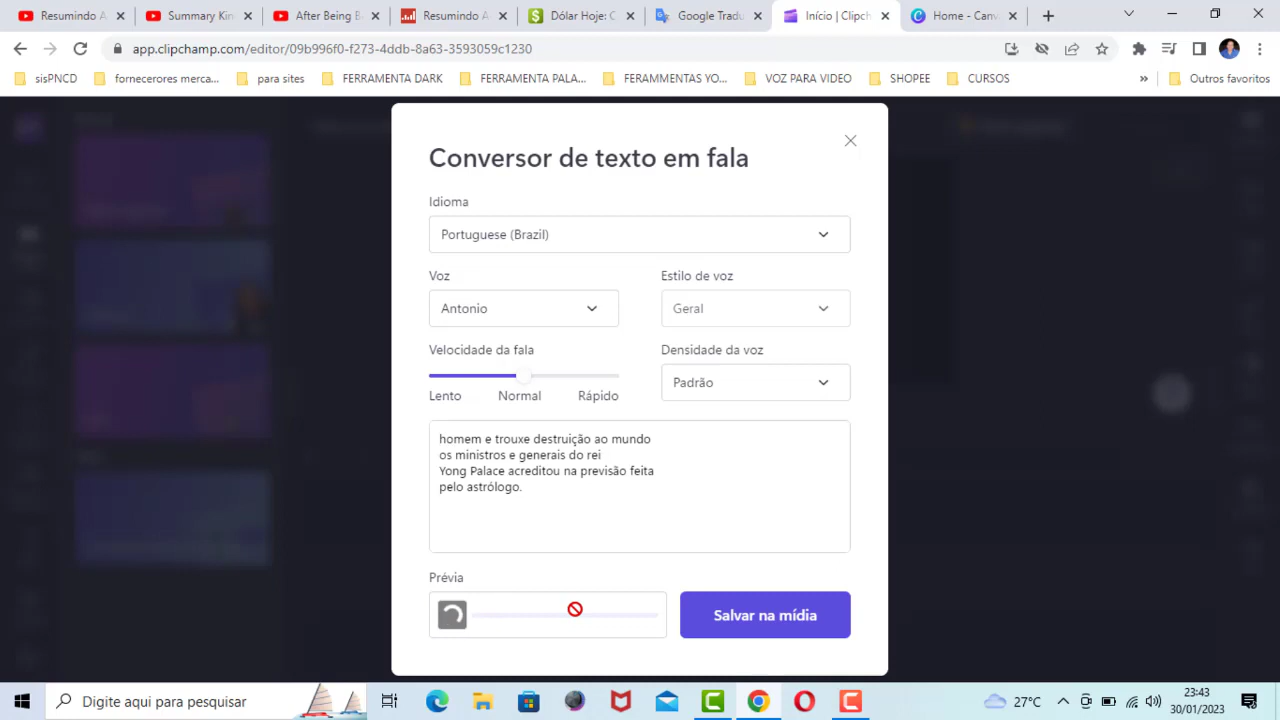 Resumindo A
Summary Kin
After Being B
Resumindo A
Dólar Hoje: C
Google Tradu
Início | Clipch
Home - Canv
app.clipchamp.com/editor/09b996f0-f273-4ddb-8a63-3593059c1230
sisPNCD
fornecerores merca...
para sites
FERRAMENTA DARK
FERRAMENTA PALA...
FERAMMENTAS YO...
VOZ PARA VIDEO
SHOPEE
CURSOS
»
Outros favoritos
Conversor de texto em fala
Idioma
Portuguese (Brazil)
Voz
Estilo de voz
Antonio
Geral
Velocidade da fala
Densidade da voz
Padrão
Lento Normal Rápido
homem e trouxe destruição ao mundo
os ministros e generais do rei
Yong Palace acreditou na previsão feita
pelo astrólogo.
Prévia
Salvar na mídia
Digite aqui para pesquisar
27°C
23:43
30/01/2023